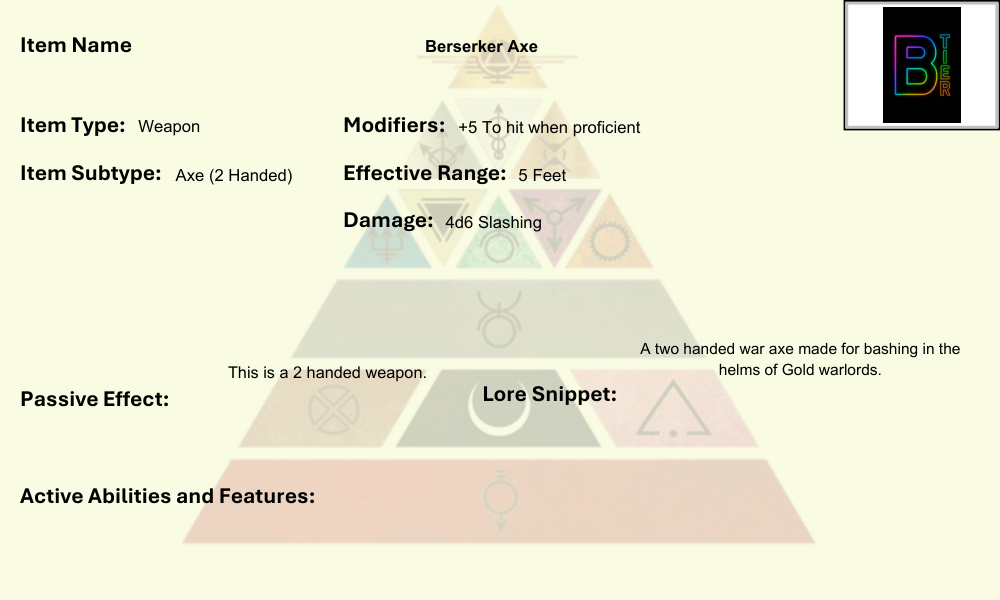 Item Name
Berserker Axe
B TIER
Item Type: Weapon
Modifiers: +5 To hit when proficient
Item Subtype: Axe (2 Handed)
Effective Range: 5 Feet
Damage: 4d6 Slashing
Passive Effect: This is a 2 handed weapon.
Lore Snippet: A two handed war axe made for bashing in the
helms of Gold warlords.
Active Abilities and Features: